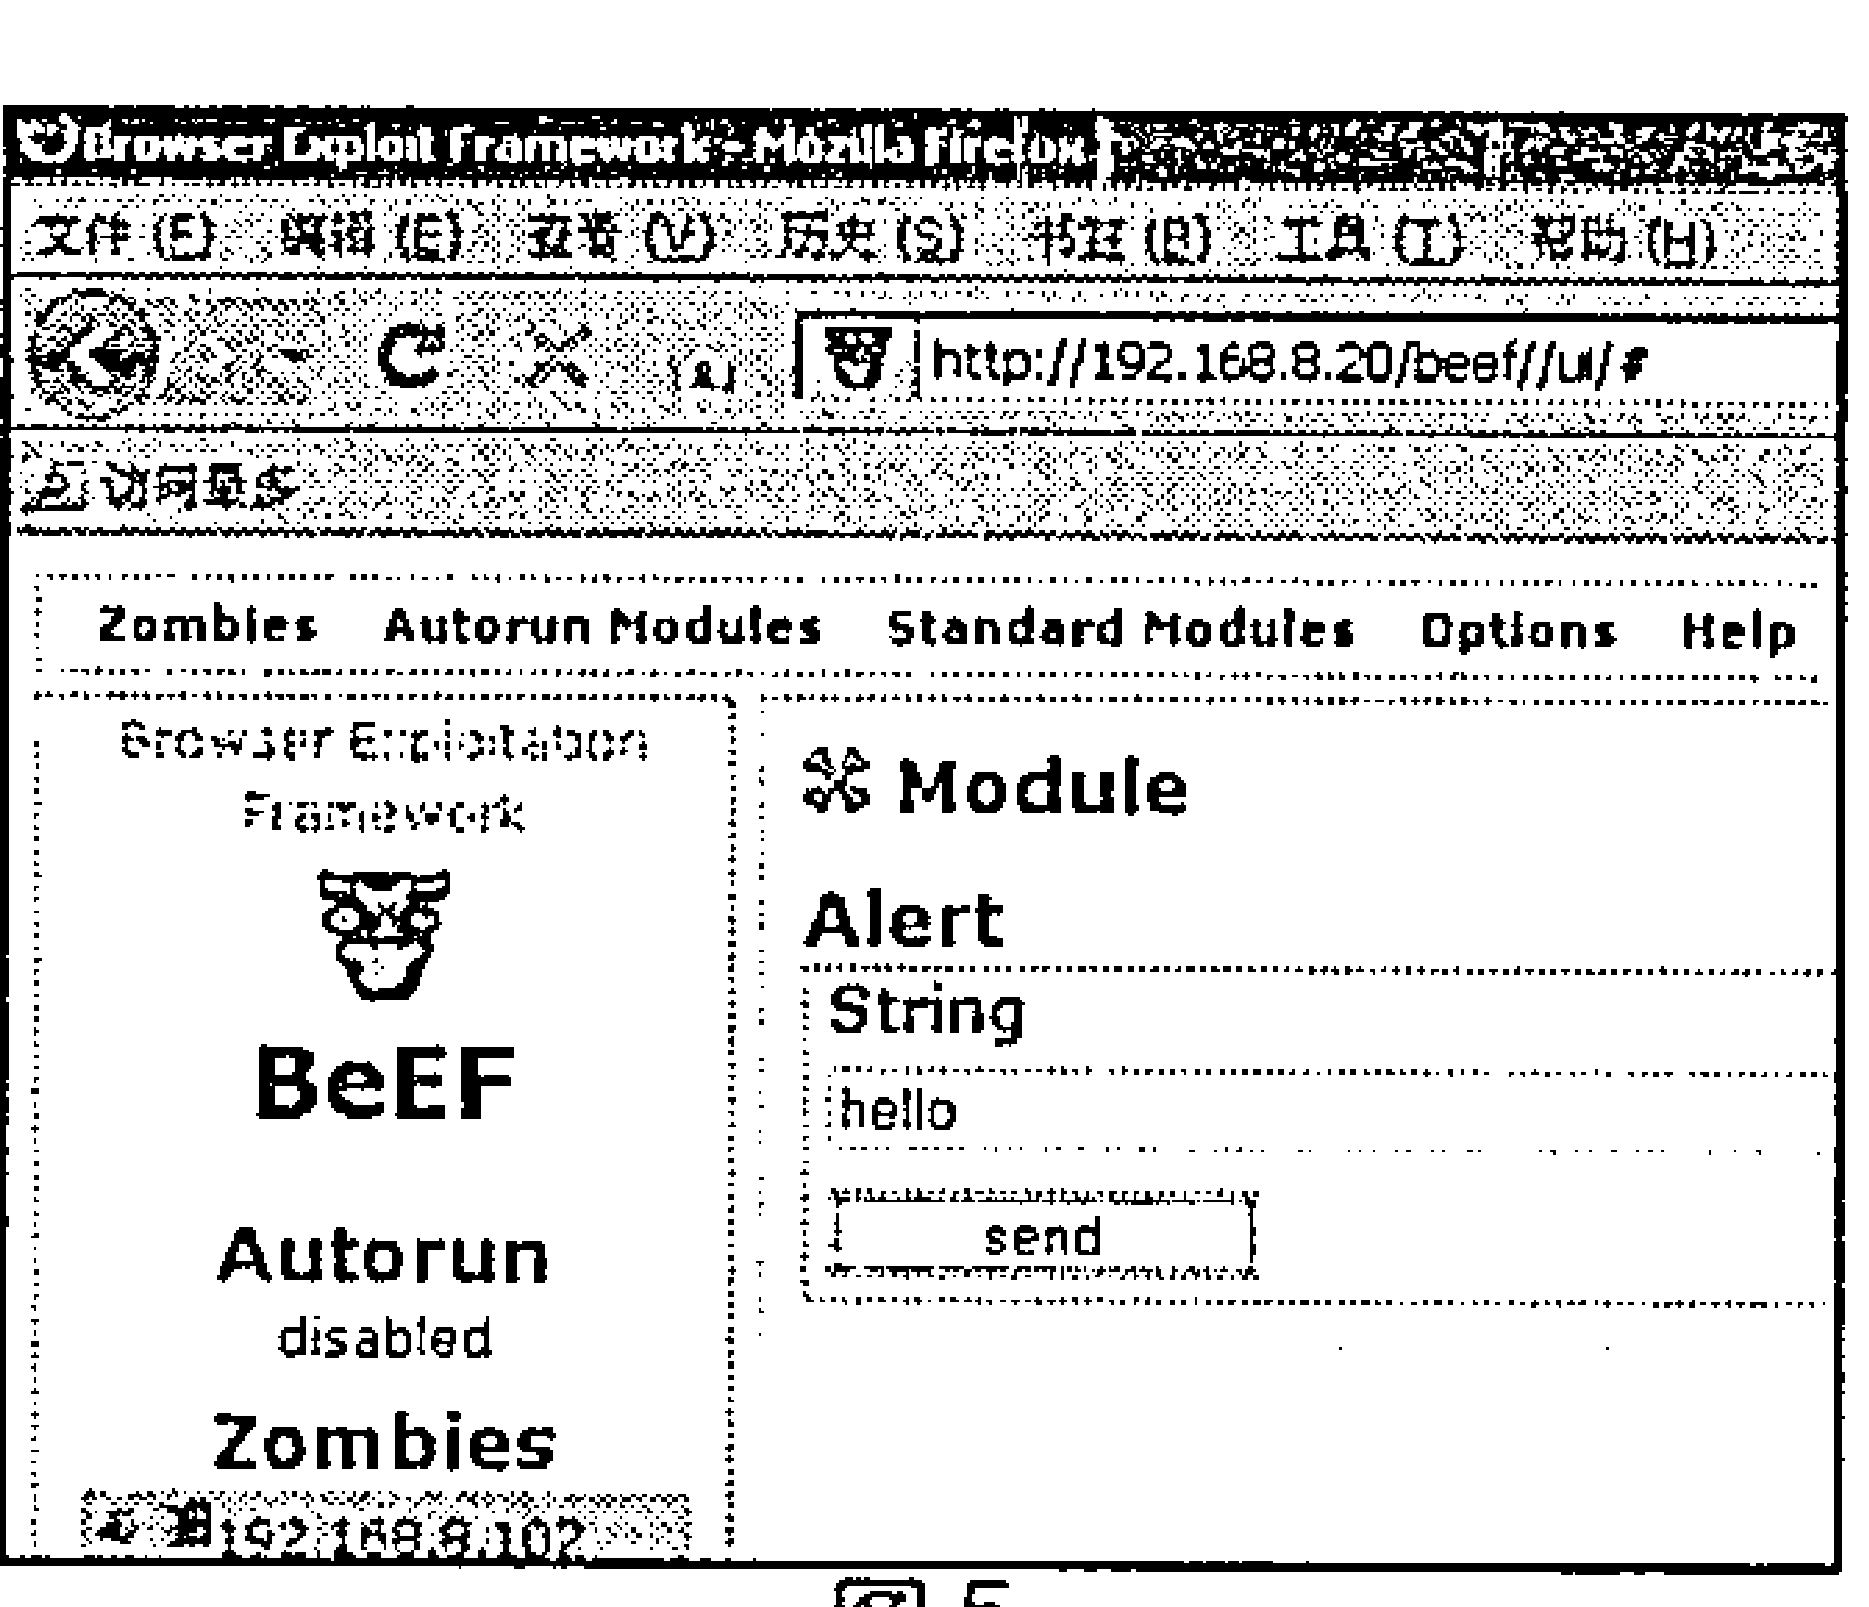 Browser Exploit Framework - Mozilla Firefox
文件(F) 编辑(E) 查看(V) 历史(S) 书签(B) 工具(T) 帮助(H)
http://192.168.8.20/beef//ui/#
访问最多
Zombies Autorun Modules Standard Modules Options Help
Browser Exploitation
Framework
BeEF
Autorun
disabled
Zombies
192.168.8.102
Module
Alert
String
hello
send